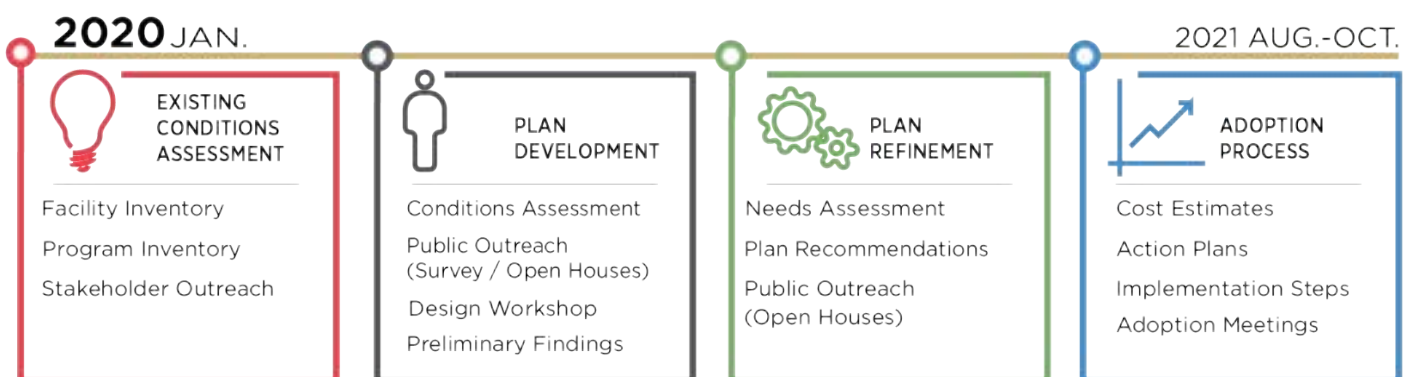 2020 JAN.
2021 AUG.-OCT.
EXISTING
CONDITIONS
ASSESSMENT
Facility Inventory
Program Inventory
Stakeholder Outreach
PLAN
DEVELOPMENT
Conditions Assessment
Public Outreach
(Survey / Open Houses)
Design Workshop
Preliminary Findings
PLAN
REFINEMENT
Needs Assessment
Plan Recommendations
Public Outreach
(Open Houses)
ADOPTION
PROCESS
Cost Estimates
Action Plans
Implementation Steps
Adoption Meetings